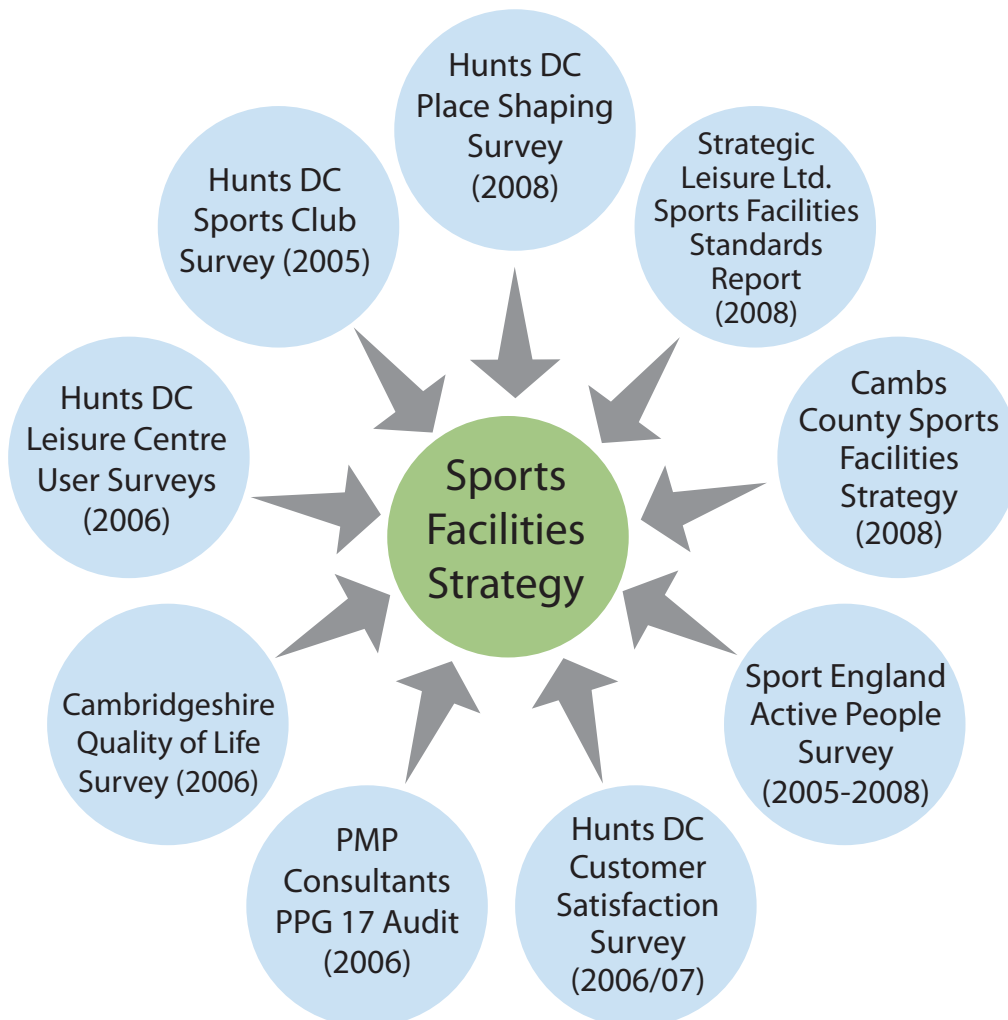 Hunts DC
Place Shaping
Survey
(2008)
Strategic
Leisure Ltd.
Sports Facilities
Standards
Report
(2008)
Cambs
County Sports
Facilities
Strategy
(2008)
Sport England
Active People
Survey
(2005-2008)
Hunts DC
Customer
Satisfaction
Survey
(2006/07)
PMP
Consultants
PPG 17 Audit
(2006)
Cambridgeshire
Quality of Life
Survey (2006)
Hunts DC
Leisure Centre
User Surveys
(2006)
Hunts DC
Sports Club
Survey (2005)
Sports
Facilities
Strategy